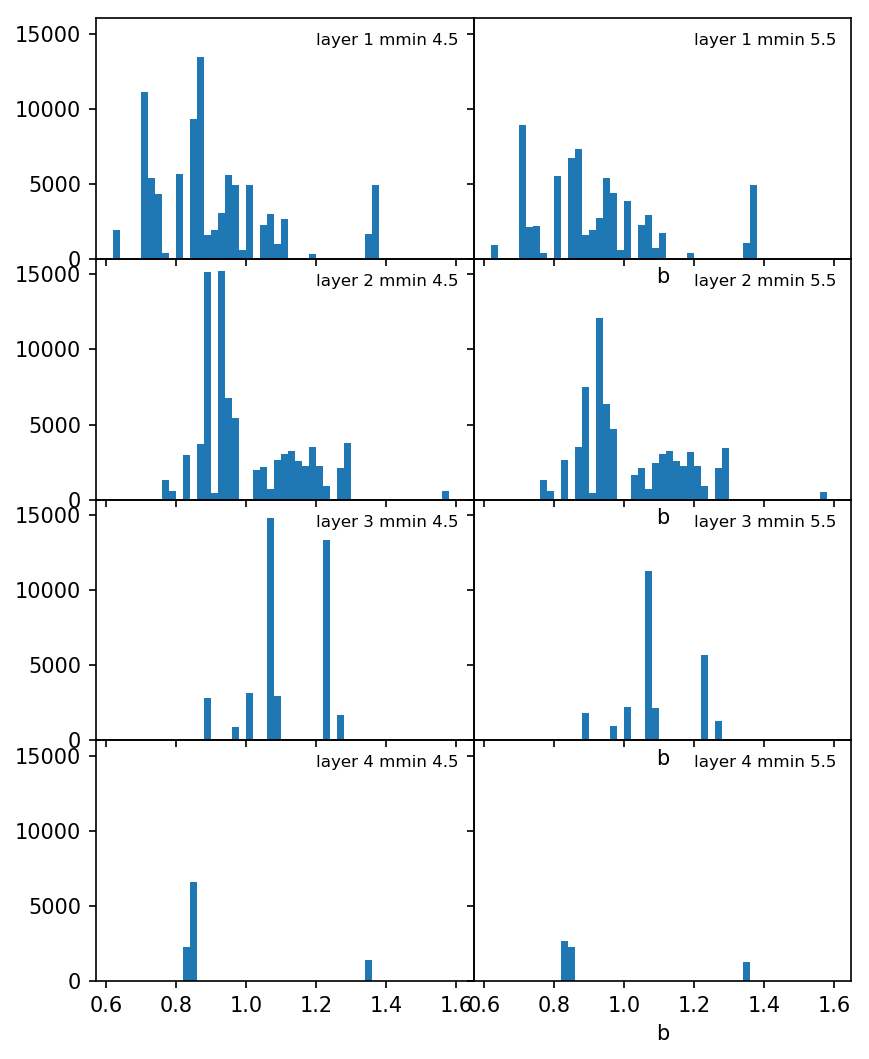 15000
10000
5000
0
layer 1 mmin 4.5
layer 1 mmin 5.5
b
15000
10000
5000
0
layer 2 mmin 4.5
layer 2 mmin 5.5
b
15000
10000
5000
0
layer 3 mmin 4.5
layer 3 mmin 5.5
b
15000
10000
5000
0
layer 4 mmin 4.5
layer 4 mmin 5.5
0.6 0.8 1.0 1.2 1.4 1.6 0.6 0.8 1.0 1.2 1.4 1.6
b